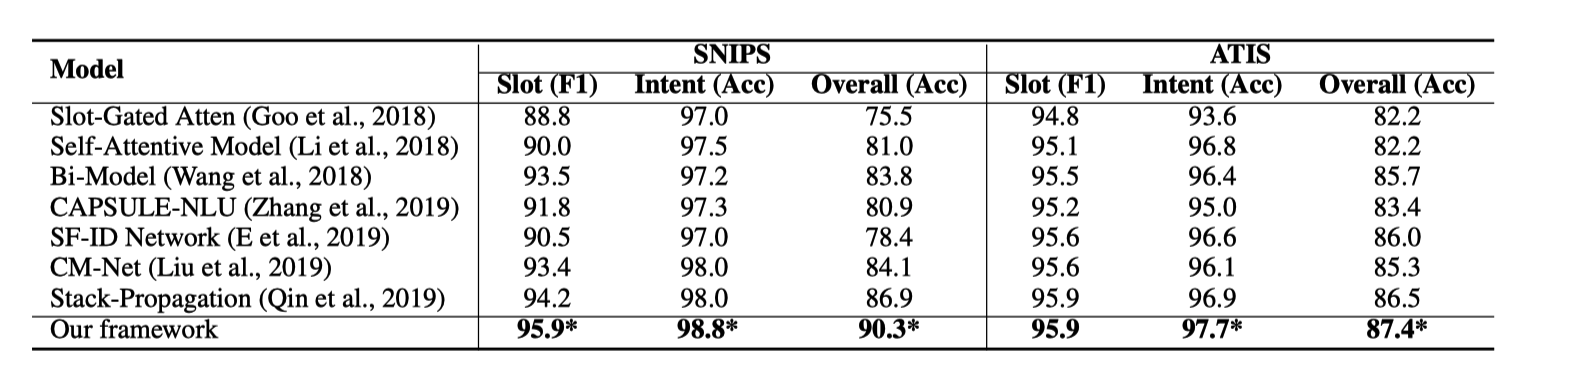 Model SNIPS ATIS
Slot (F1) Intent (Acc) Overall (Acc) Slot (F1) Intent (Acc) Overall (Acc)
Slot-Gated Atten (Goo et al., 2018) 88.8 97.0 75.5 94.8 93.6 82.2
Self-Attentive Model (Li et al., 2018) 90.0 97.5 81.0 95.1 96.8 82.2
Bi-Model (Wang et al., 2018) 93.5 97.2 83.8 95.5 96.4 85.7
CAPSULE-NLU (Zhang et al., 2019) 91.8 97.3 80.9 95.2 95.0 83.4
SF-ID Network (E et al., 2019) 90.5 97.0 78.4 95.6 96.6 86.0
CM-Net (Liu et al., 2019) 93.4 98.0 84.1 95.6 96.1 85.3
Stack-Propagation (Qin et al., 2019) 94.2 98.0 86.9 95.9 96.9 86.5
Our framework 95.9* 98.8* 90.3* 95.9 97.7* 87.4*